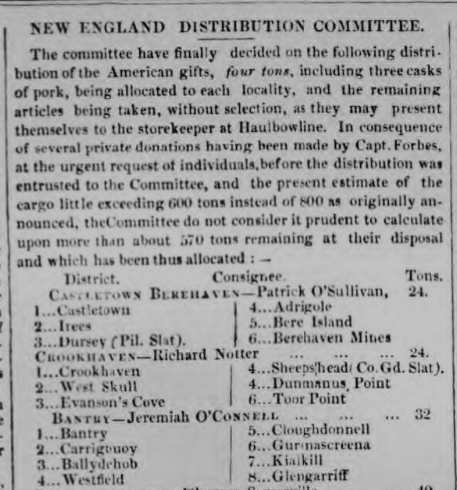 NEW ENGLAND DISTRIBUTION COMMITTEE.
The committee have finally decided on the following distri-
bution of the American gifts, four tons, including three casks
of pork, being allocated to each locality, and the remaining
articles being taken, without selection, as they may present
themselves to the storekeeper at Haulbowline. In consequence
of several private donations having been made by Capt. Forbes,
at the urgent request of individuals,before the distribution was
entrusted to the Committee, and the present estimate of the
cargo little exceeding 600 tons instead of 800 as originally an-
nounced, theCommittee do not consider it prudent to calculate
upon more than about 570 tons remaining at their disposal
and which has been thus allocated : —
District. Consignee. Tons.
CASTLETOWN BEREHAVEN—Patrick O'Sullivan, 24.
1...Castletown 4...Adrigole
2...Irees 5...Bere Island
3...Dursey (Pil. Slat). 6...Berehaven Mines
CROOKHAVEN—Richard Notter ... ... ... 24.
1...Crookhaven 4...Sheeps'head( Co.Gd. Slat).
2...West Skull 4...Dunmanus Point
3...Evanson's Cove 6...Toor Point
BANTRY—Jeremiah O'CONNELL ... ... ... 32
1...Bantry 5...Cloughdonnell
2...Carrigbuoy 6...Gurmascreena
3...Ballydehob 7...Kialkill
4...Westfield 8...Glengarriff